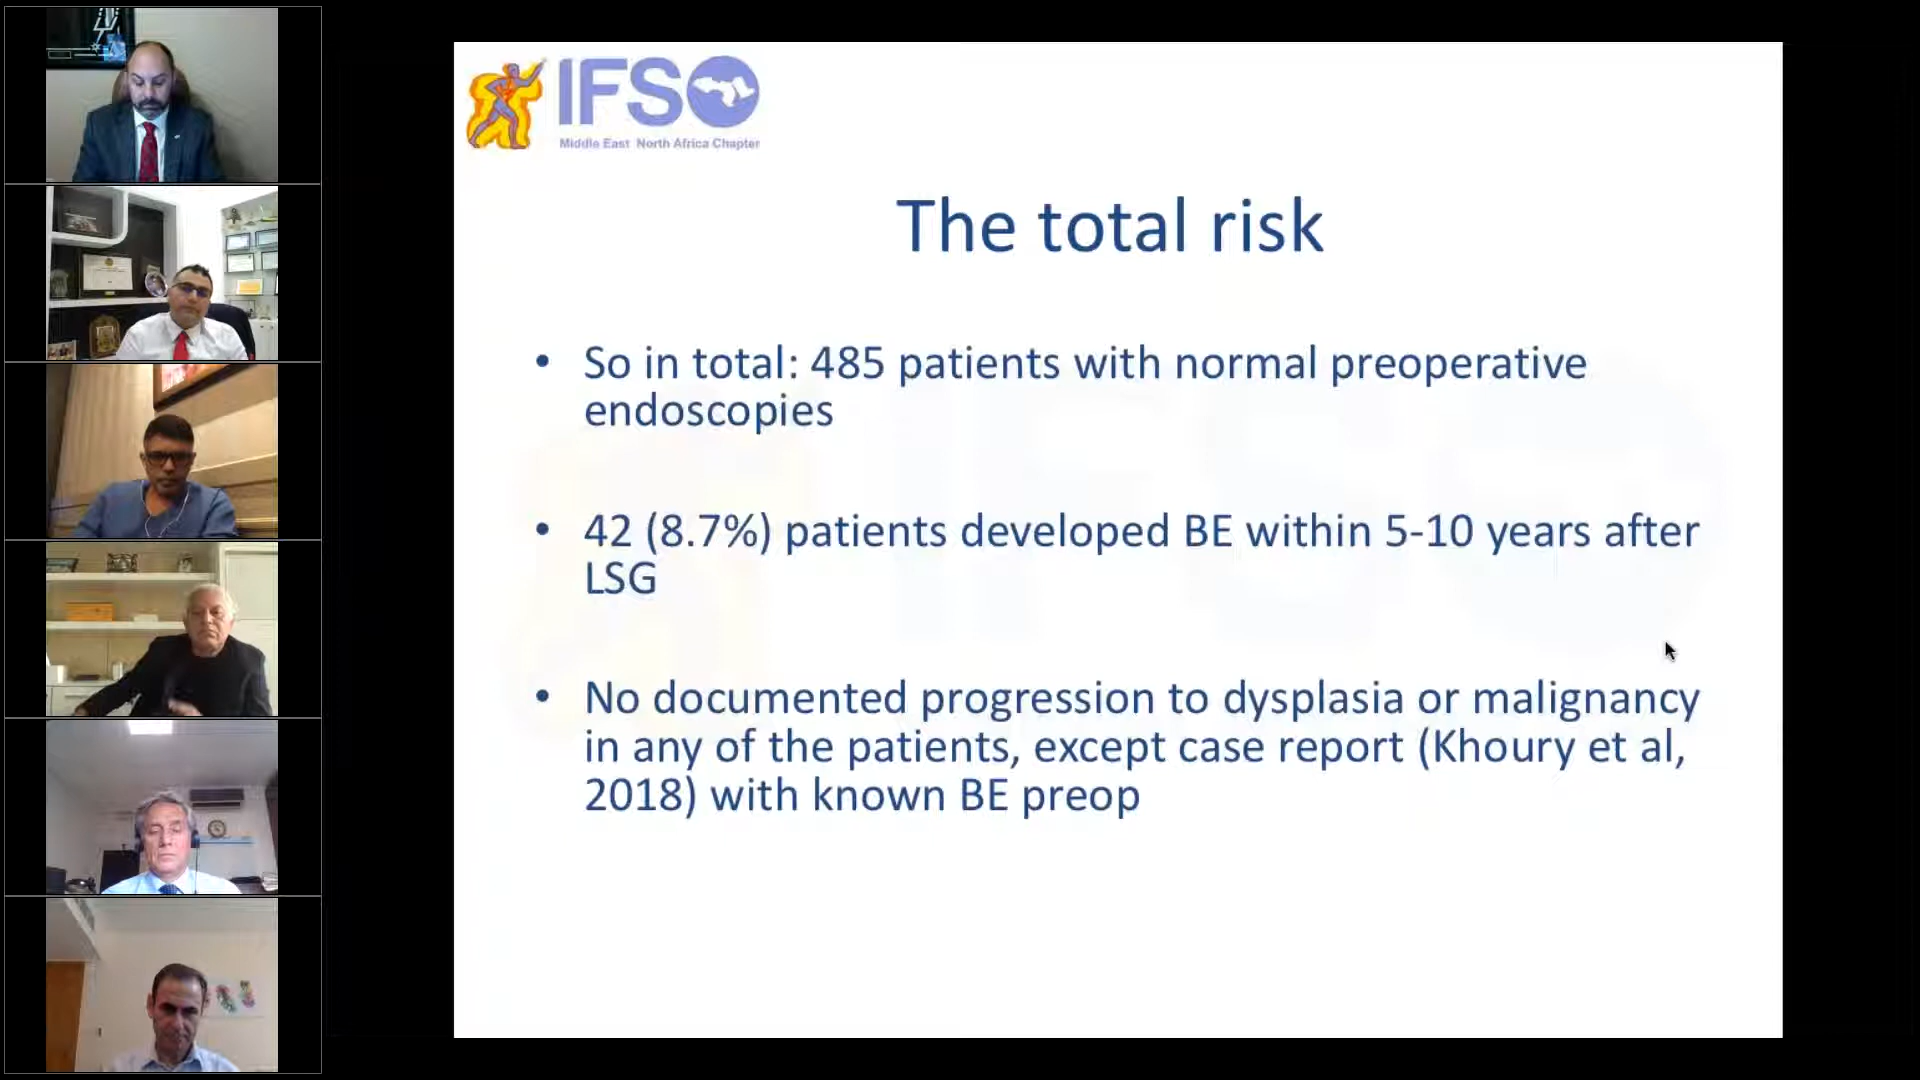 IFSO
Middle East North Africa Chapter
The total risk
• So in total: 485 patients with normal preoperative
endoscopies
• 42 (8.7%) patients developed BE within 5-10 years after
LSG
• No documented progression to dysplasia or malignancy
in any of the patients, except case report (Khoury et al,
2018) with known BE preop